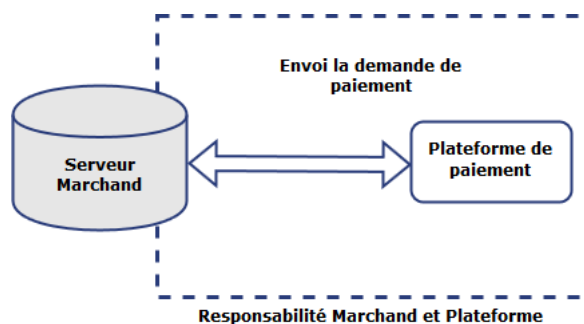 Envoi la demande de
paiement
Serveur
Marchand
Plateforme de
paiement
Responsabilité Marchand et Plateforme